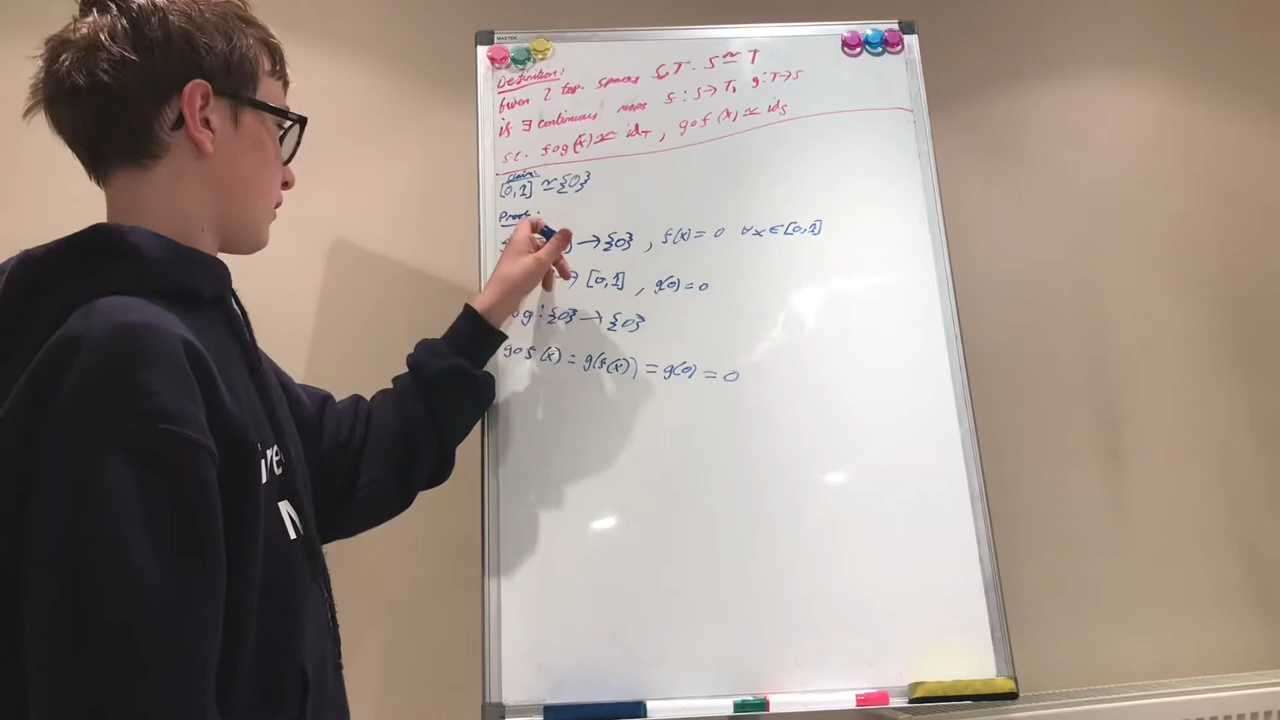 MASTER
Definition:
Given 2 top. spaces S,T. S ≃ T
if ∃ continuous maps f : S → T, g : T → S
s.t. f∘g(x) ≃ id_T , g∘f(x) ≃ id_S
Claim:
[0,1] ≃ {0}
Proof:
→ {0} , f(x) = 0 ∀x ∈ [0,1]
→ [0,1] , g(0) = 0
g : {0} → {0}
g∘f(x) = g(f(x)) = g(0) = 0